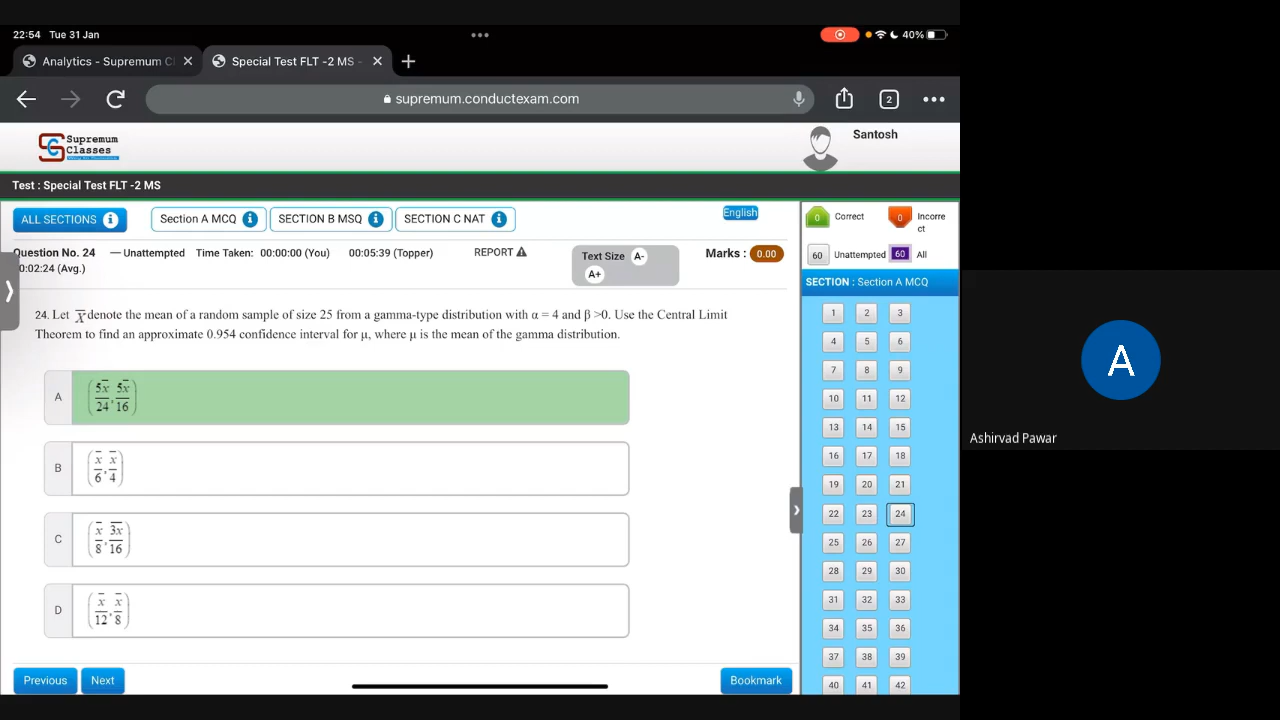 22:54 Tue 31 Jan
40%
Analytics - Supremum Cl
Special Test FLT -2 MS -
supremum.conductexam.com
2
Supremum
Classes
Santosh
Test : Special Test FLT -2 MS
ALL SECTIONS
Section A MCQ
SECTION B MSQ
SECTION C NAT
English
0 Correct
0 Incorre
ct
Question No. 24 — Unattempted Time Taken: 00:00:00 (You) 00:05:39 (Topper) REPORT
0:02:24 (Avg.)
Text Size A-
A+
Marks : 0.00
60 Unattempted 60 All
SECTION : Section A MCQ
24. Let x̅ denote the mean of a random sample of size 25 from a gamma-type distribution with α = 4 and β >0. Use the Central Limit
Theorem to find an approximate 0.954 confidence interval for μ, where μ is the mean of the gamma distribution.
A (5x̅/24, 5x̅/16)
B (x̅/6, x̅/4)
C (x̅/8, 3x̅/16)
D (x̅/12, x̅/8)
1 2 3
4 5 6
7 8 9
10 11 12
13 14 15
16 17 18
19 20 21
22 23 24
25 26 27
28 29 30
31 32 33
34 35 36
37 38 39
40 41 42
Previous Next Bookmark
A
Ashirvad Pawar